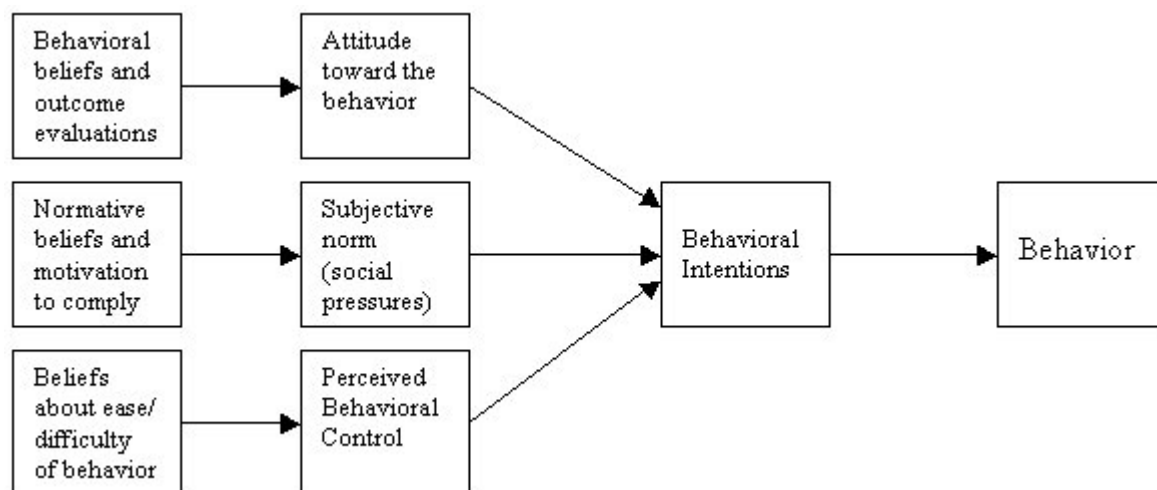 Behavioral
beliefs and
outcome
evaluations
Attitude
toward the
behavior
Normative
beliefs and
motivation
to comply
Subjective
norm
(social
pressures)
Behavioral
Intentions
Behavior
Beliefs
about ease/
difficulty
of behavior
Perceived
Behavioral
Control